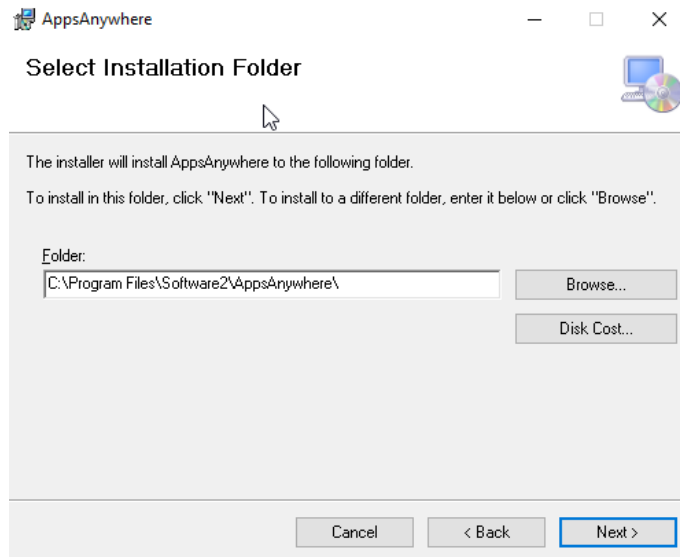 AppsAnywhere
Select Installation Folder
The installer will install AppsAnywhere to the following folder.
To install in this folder, click "Next". To install to a different folder, enter it below or click "Browse".
Folder:
C:\Program Files\Software2\AppsAnywhere\
Browse...
Disk Cost...
Cancel
< Back
Next >